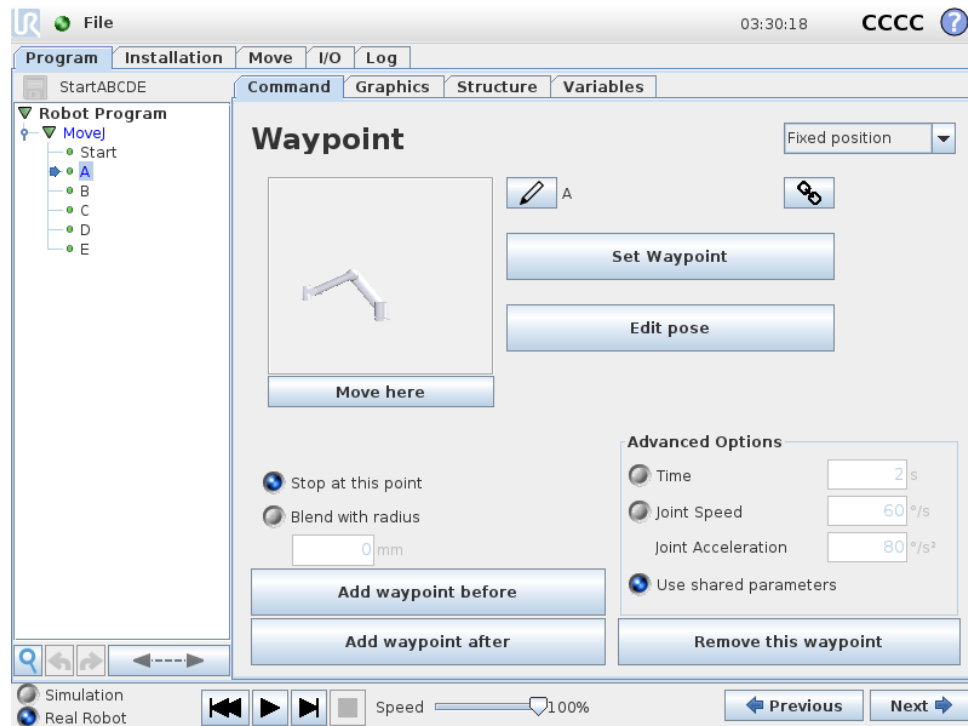 UR File 03:30:18 CCCC ?
Program Installation Move I/O Log
StartABCDE Command Graphics Structure Variables
Robot Program
MoveJ
Start
A
B
C
D
E
Waypoint Fixed position
A
Set Waypoint
Edit pose
Move here
Advanced Options
Stop at this point Time 2 s
Blend with radius Joint Speed 60 °/s
0 mm Joint Acceleration 80 °/s²
Use shared parameters
Add waypoint before
Add waypoint after Remove this waypoint
Simulation
Real Robot Speed 100% Previous Next